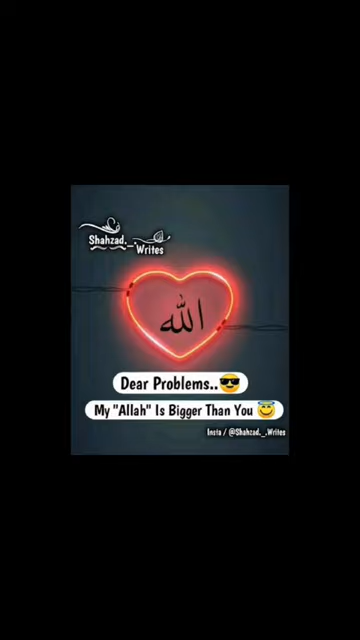 Shahzad._.
Writes
الله
Dear Problems..😎
My "Allah" Is Bigger Than You 😇
Insta / @Shahzad._.Writes